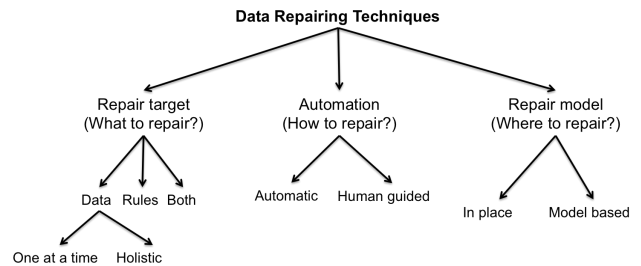 Data Repairing Techniques
Repair target
(What to repair?)
Automation
(How to repair?)
Repair model
(Where to repair?)
Data
Rules
Both
Automatic
Human guided
In place
Model based
One at a time
Holistic